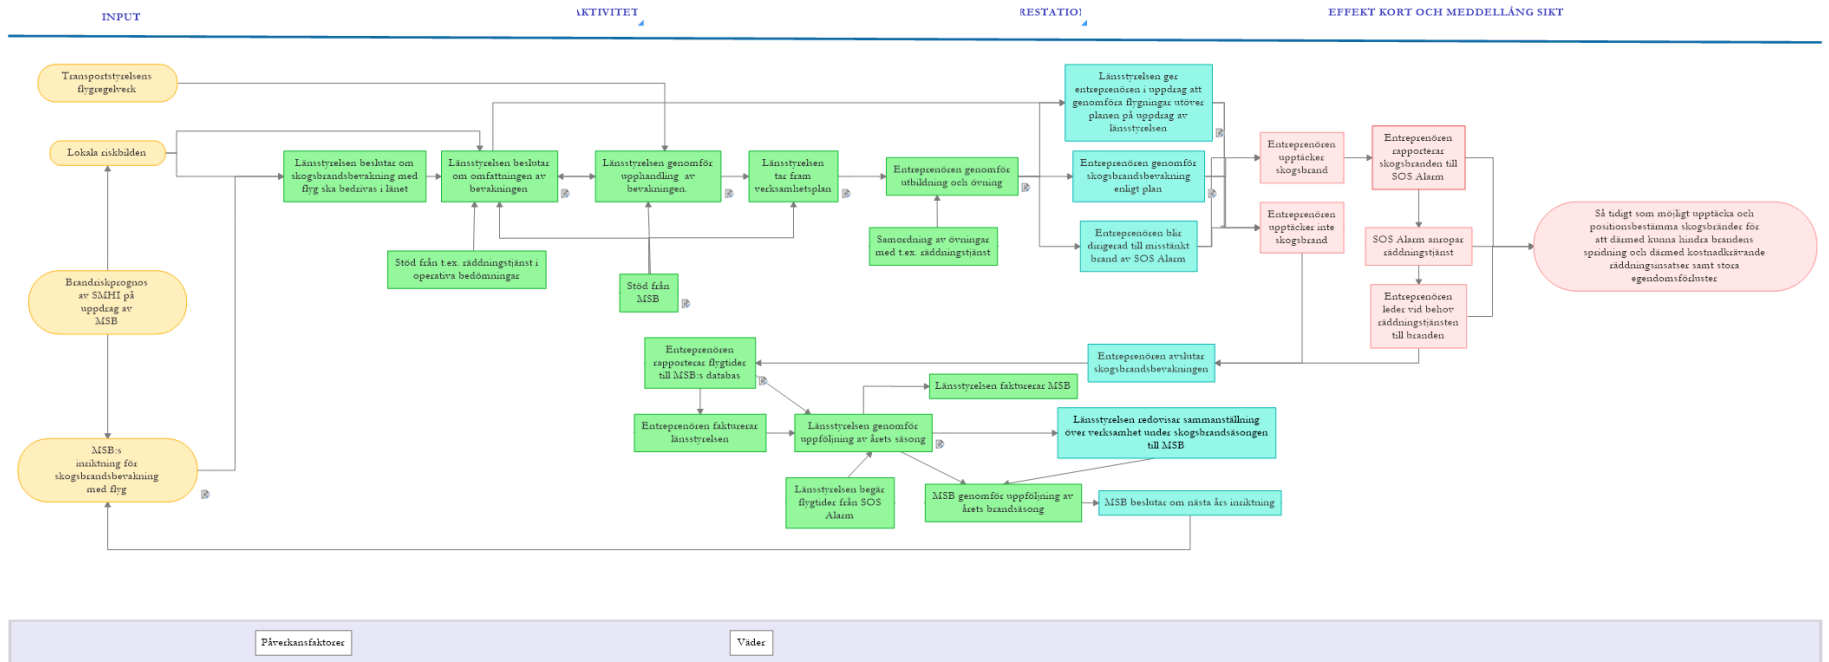 INPUT
AKTIVITET
RESTATION
EFFEKT KORT OCH MEDDELLÅNG SIKT
Transportstyrelsens
flygregelverk
Lokala riskbilden
Brandriskprognos
av SMHI på
uppdrag av
MSB
MSB:s
inriktning för
skogsbrandsbevakning
med flyg
Länsstyrelsen beslutar om
skogsbrandsbevakning med
flyg ska bedrivas i länet
Länsstyrelsen beslutar
om omfattningen av
bevakningen
Länsstyrelsen genomför
upphandling av
bevakningen.
Länsstyrelsen
tar fram
verksamhetsplan
Entreprenören genomför
utbildning och övning
Stöd från t.ex. räddningstjänst i
operativa bedömningar
Stöd från
MSB
Samordning av övningar
med t.ex. räddningstjänst
Länsstyrelsen ger
entreprenören i uppdrag att
genomföra flygningar utöver
planen på uppdrag av
länsstyrelsen
Entreprenören genomför
skogsbrandsbevakning
enligt plan
Entreprenören blir
dirigerad till misstänkt
brand av SOS Alarm
Entreprenören
upptäcker
skogsbrand
Entreprenören
upptäcker inte
skogsbrand
Entreprenören
rapporterar
skogsbranden till
SOS Alarm
SOS Alarm anropar
räddningstjänst
Entreprenören
leder vid behov
räddningstjänsten
till branden
Så tidigt som möjligt upptäcka och
positionsbestämma skogsbränder för
att därmed kunna hindra brandens
spridning och därmed kostnadkrävande
räddningsinsatser samt stora
egendomsförluster
Entreprenören
rapporterar flygtider
till MSB:s databas
Entreprenören avslutar
skogsbrandsbevakningen
Länsstyrelsen fakturerar MSB
Entreprenören fakturerar
länsstyrelsen
Länsstyrelsen genomför
uppföljning av årets säsong
Länsstyrelsen redovisar sammanställning
över verksamhet under skogsbrandsäsongen
till MSB
Länsstyrelsen begär
flygtider från SOS
Alarm
MSB genomför uppföljning av
årets brandsäsong
MSB beslutar om nästa års inriktning
Påverkansfaktorer
Väder